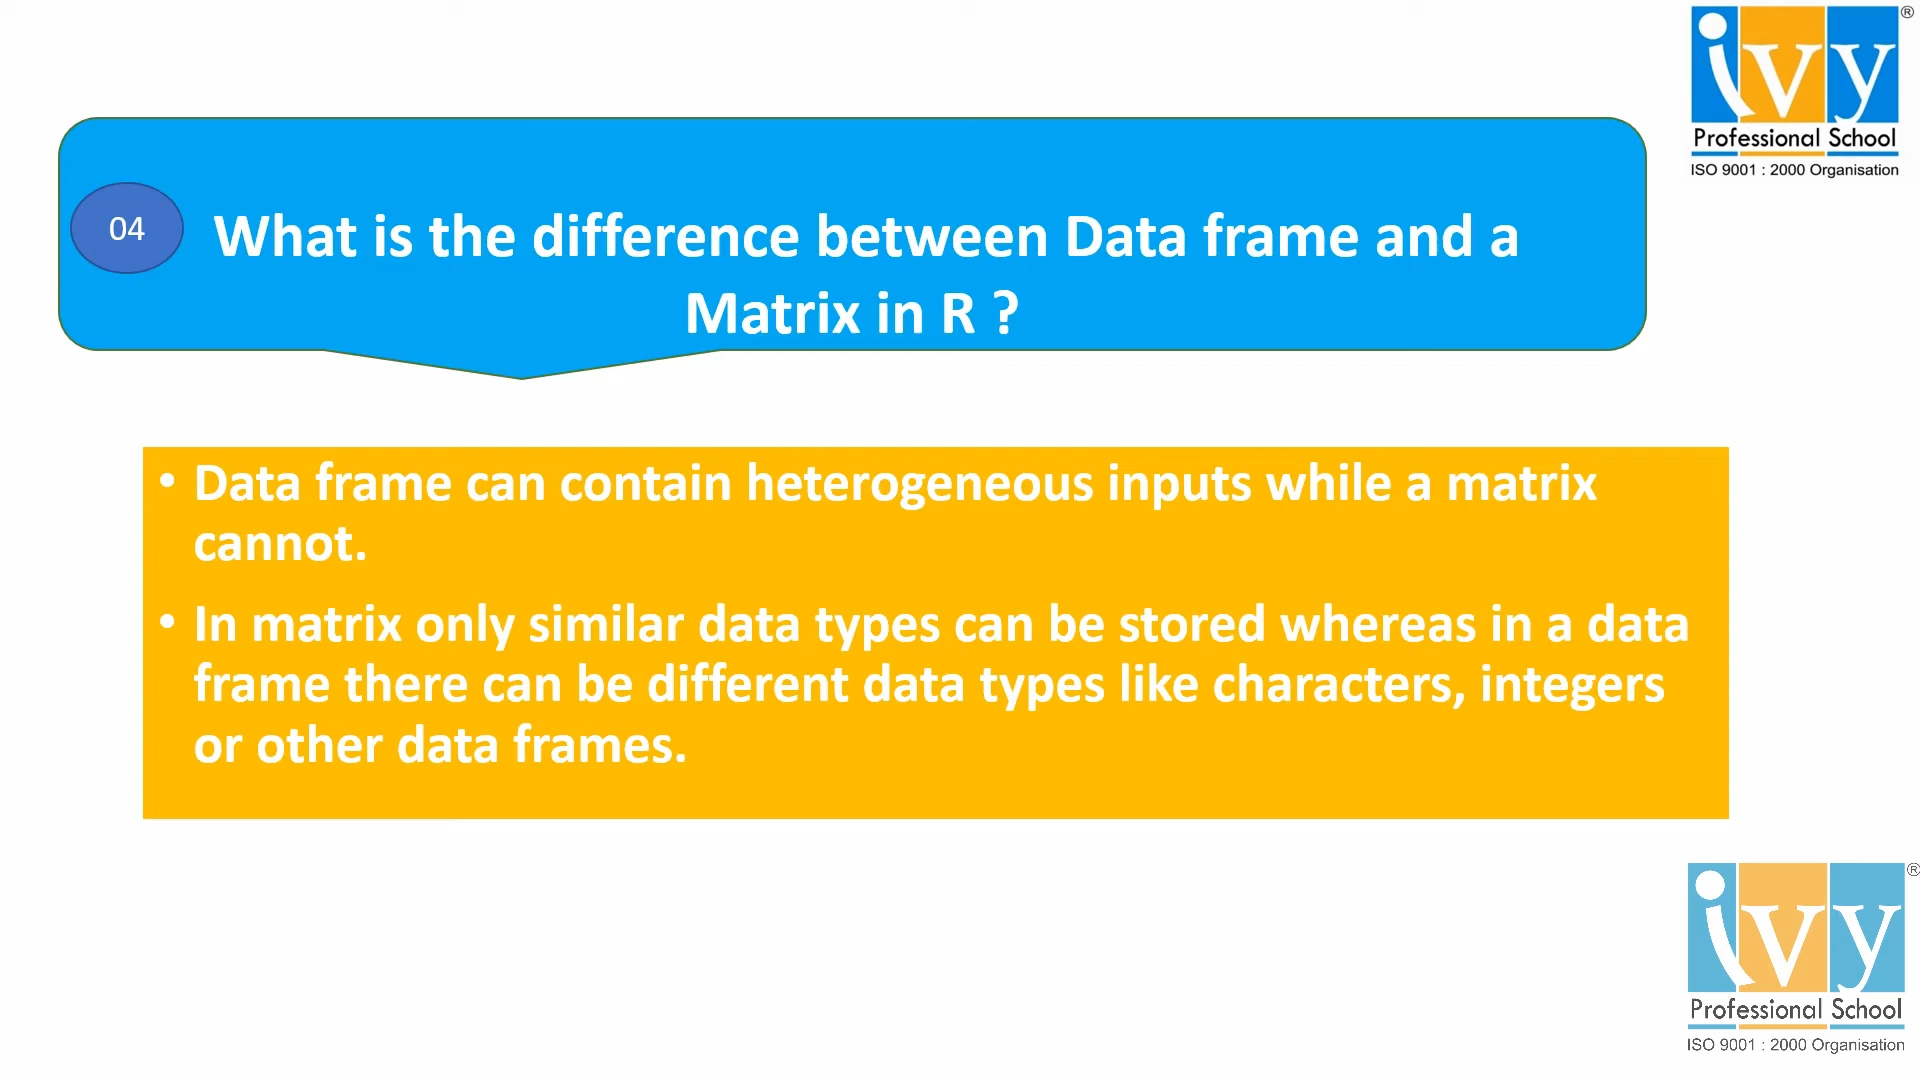 ivy ®
Professional School
ISO 9001 : 2000 Organisation
04
What is the difference between Data frame and a
Matrix in R ?
• Data frame can contain heterogeneous inputs while a matrix
cannot.
• In matrix only similar data types can be stored whereas in a data
frame there can be different data types like characters, integers
or other data frames.
ivy ®
Professional School
ISO 9001 : 2000 Organisation